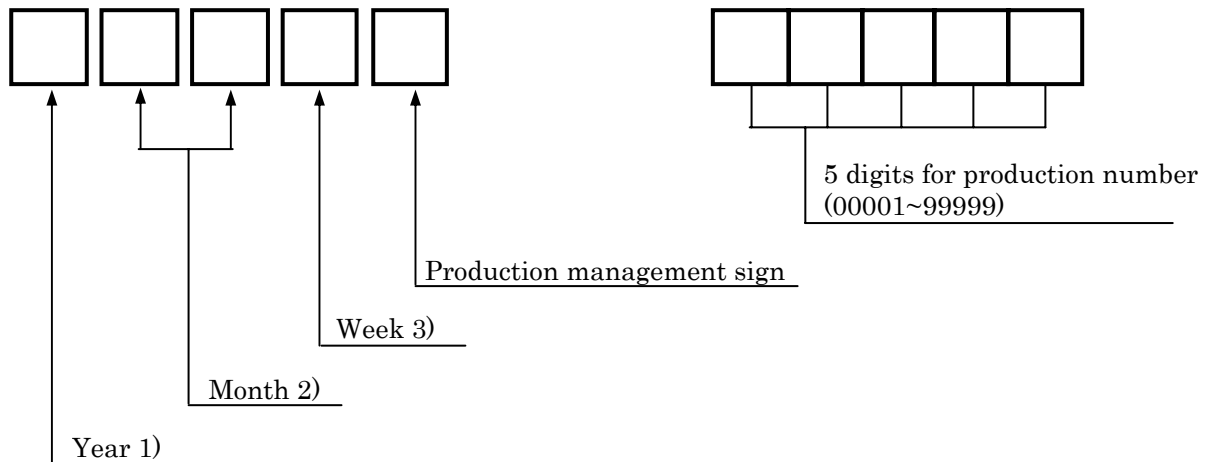 5 digits for production number
(00001~99999)
Production management sign
Week 3)
Month 2)
Year 1)